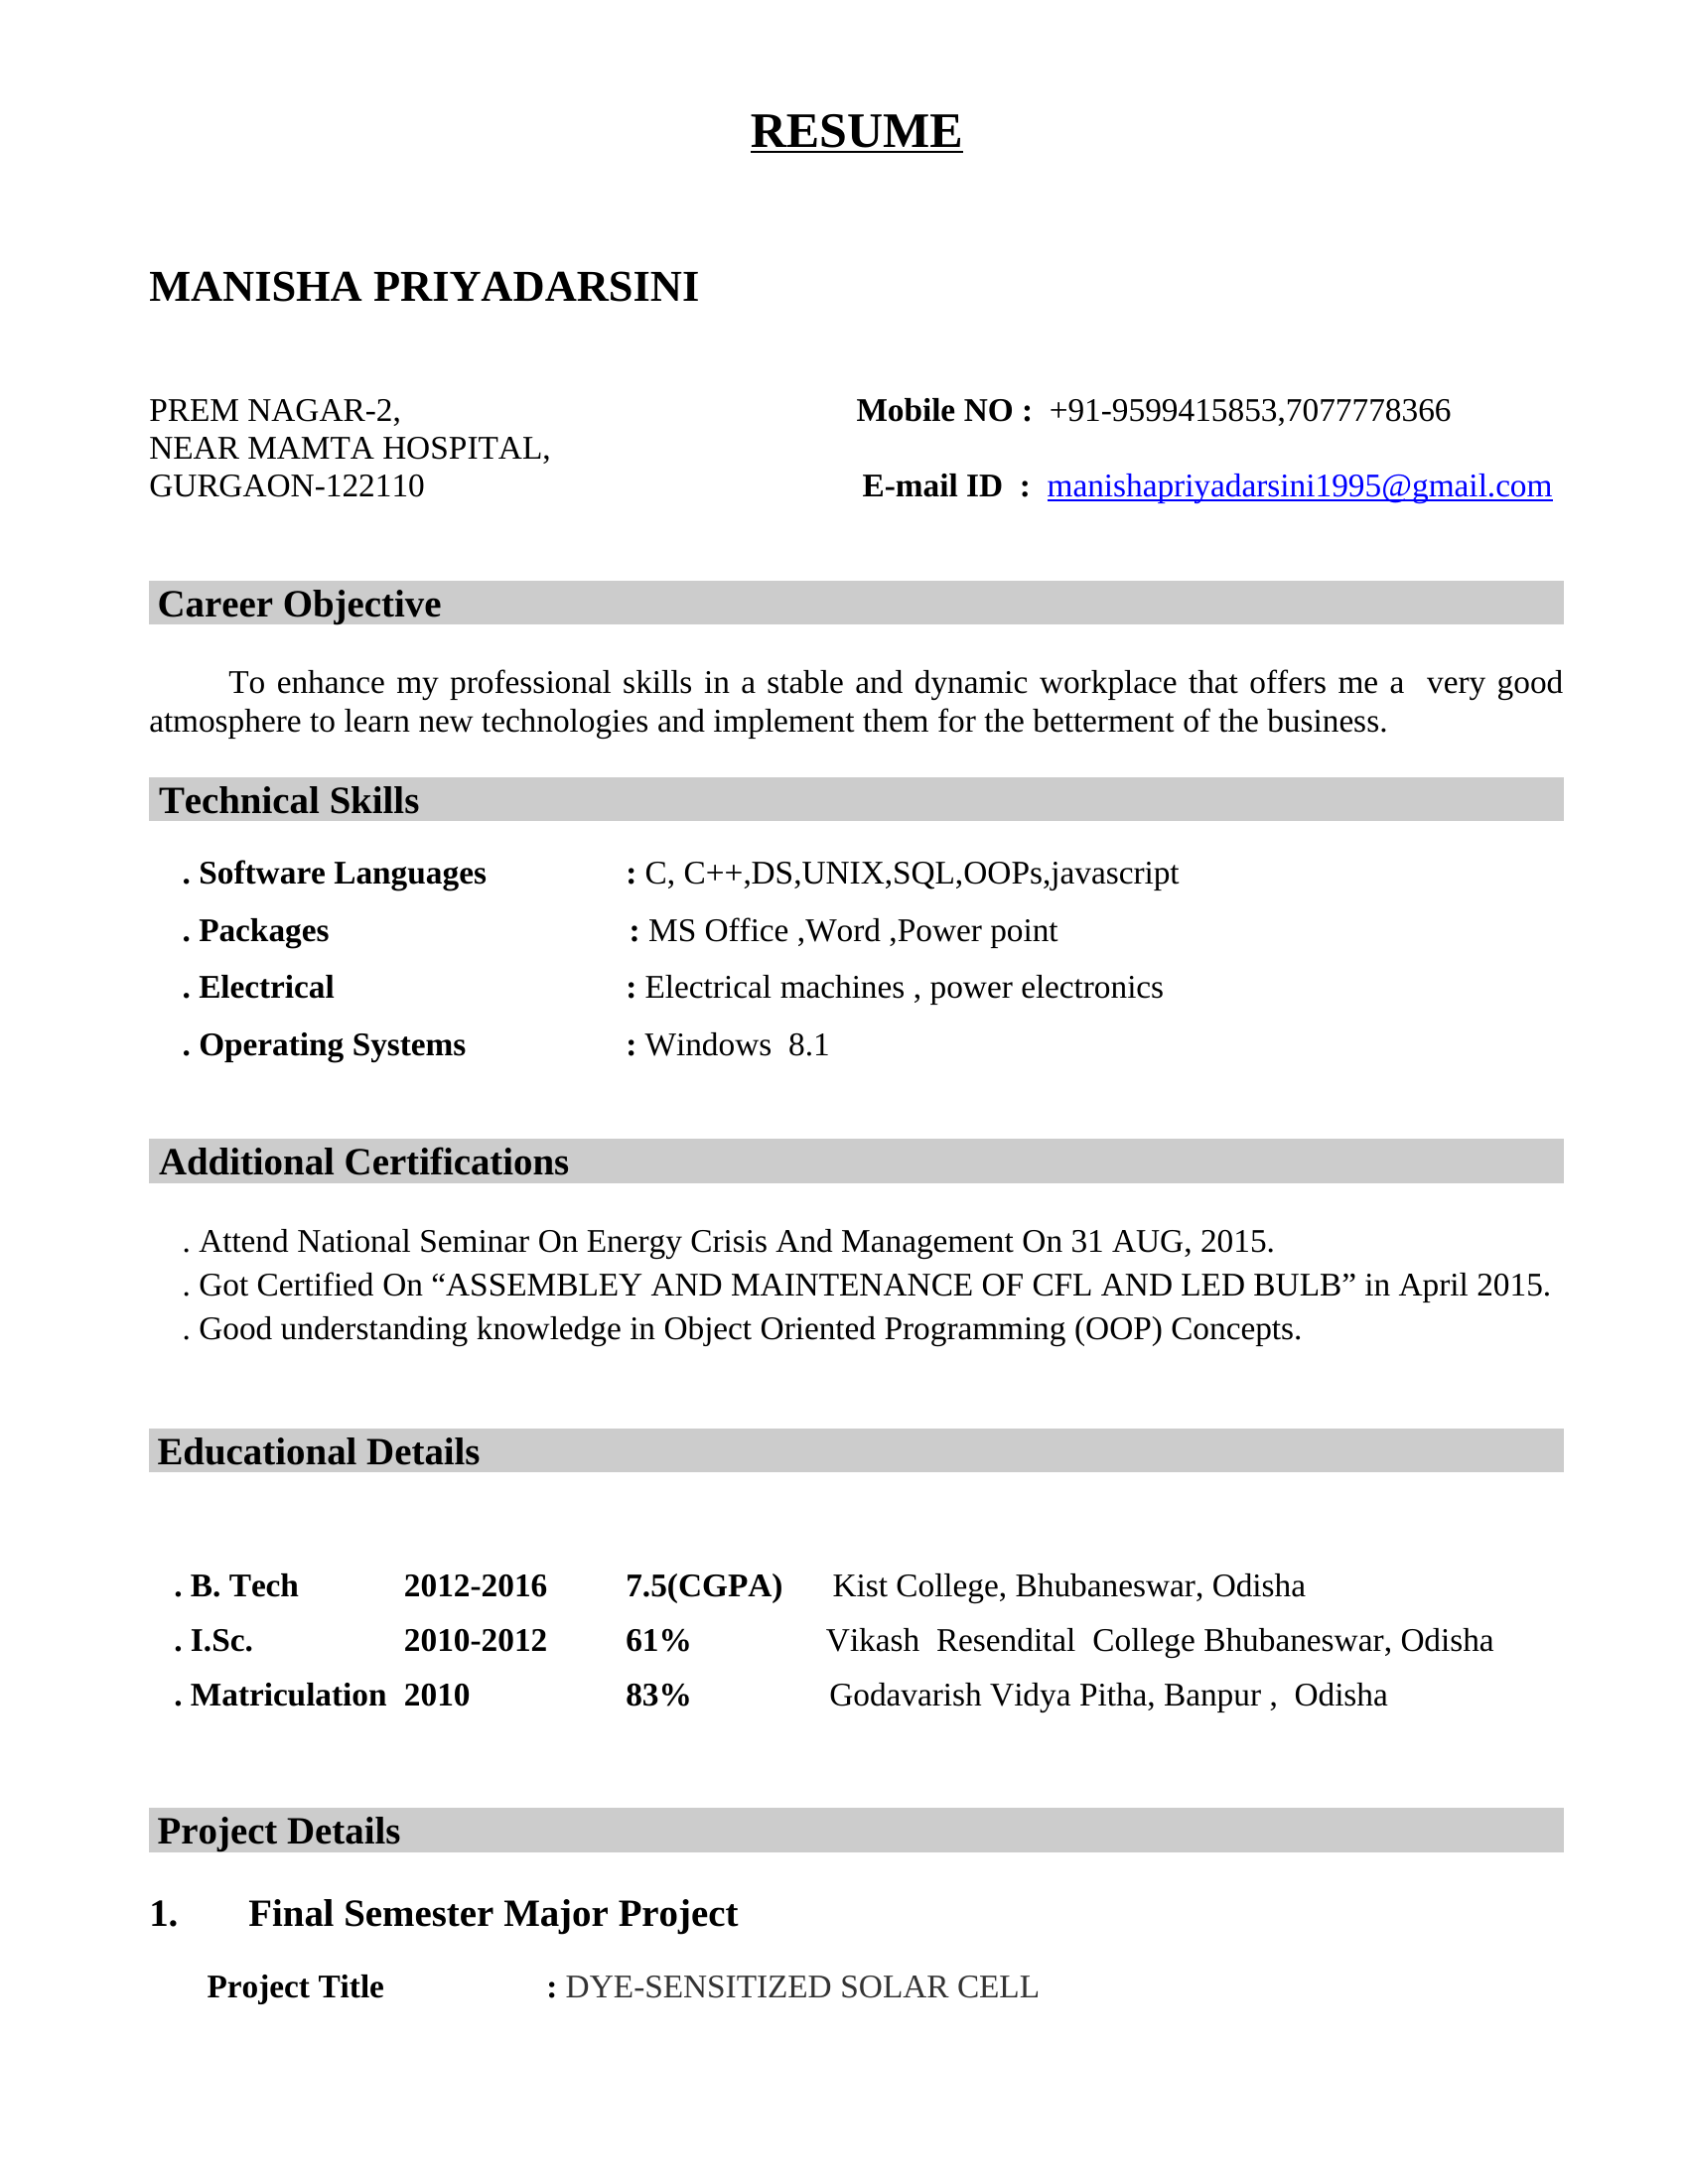 RESUME
MANISHA PRIYADARSINI
PREM NAGAR-2, Mobile NO : +91-9599415853,7077778366
NEAR MAMTA HOSPITAL,
GURGAON-122110 E-mail ID : manishapriyadarsini1995@gmail.com
Career Objective
To enhance my professional skills in a stable and dynamic workplace that offers me a very good
atmosphere to learn new technologies and implement them for the betterment of the business.
Technical Skills
. Software Languages : C, C++,DS,UNIX,SQL,OOPs,javascript
. Packages : MS Office ,Word ,Power point
. Electrical : Electrical machines , power electronics
. Operating Systems : Windows 8.1
Additional Certifications
. Attend National Seminar On Energy Crisis And Management On 31 AUG, 2015.
. Got Certified On “ASSEMBLEY AND MAINTENANCE OF CFL AND LED BULB” in April 2015.
. Good understanding knowledge in Object Oriented Programming (OOP) Concepts.
Educational Details
. B. Tech 2012-2016 7.5(CGPA) Kist College, Bhubaneswar, Odisha
. I.Sc. 2010-2012 61% Vikash Resendital College Bhubaneswar, Odisha
. Matriculation 2010 83% Godavarish Vidya Pitha, Banpur , Odisha
Project Details
1. Final Semester Major Project
Project Title : DYE-SENSITIZED SOLAR CELL